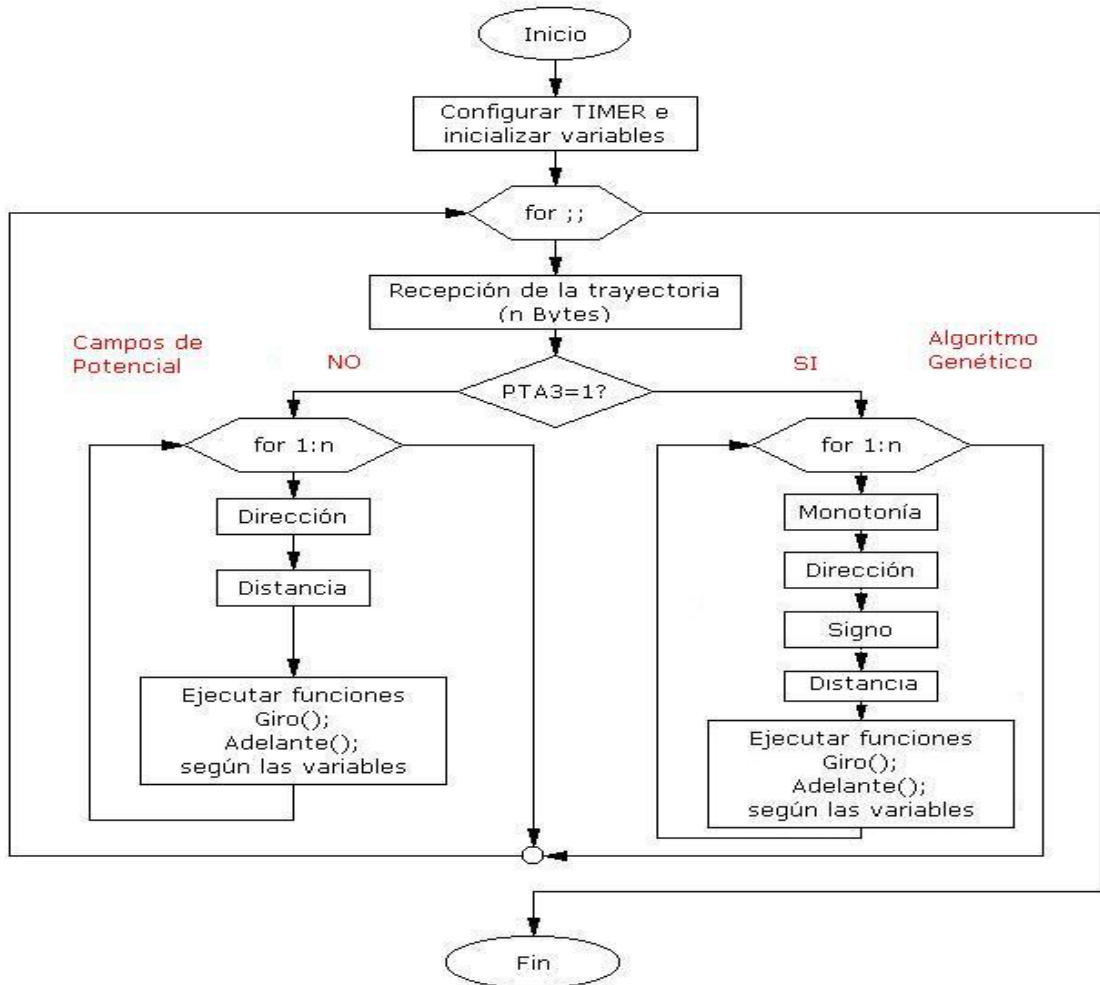 Inicio
Configurar TIMER e
inicializar variables
for ;;
Recepción de la trayectoria
(n Bytes)
Campos de
Potencial
NO
PTA3=1?
SI
Algoritmo
Genético
for 1:n
Dirección
Distancia
Ejecutar funciones
Giro();
Adelante();
según las variables
for 1:n
Monotonía
Dirección
Signo
Distancia
Ejecutar funciones
Giro();
Adelante();
según las variables
Fin